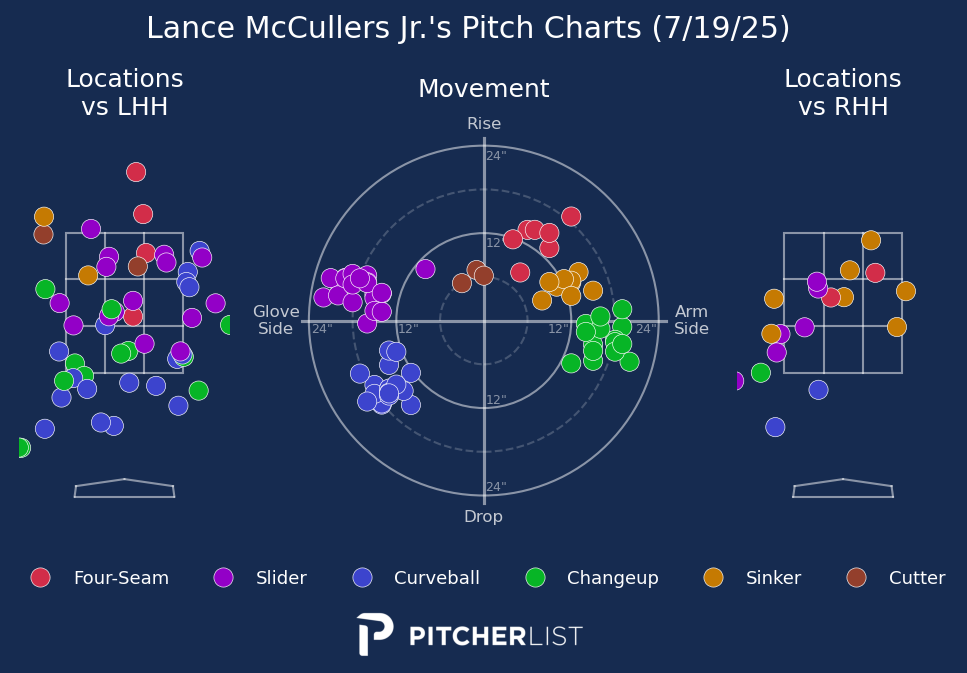 Lance McCullers Jr.'s Pitch Charts (7/19/25)
Locations
vs LHH
Movement
Locations
vs RHH
Rise
24"
12"
Glove
Side
24"
12"
12"
24"
Arm
Side
12"
24"
Drop
Four-Seam
Slider
Curveball
Changeup
Sinker
Cutter
PITCHERLIST